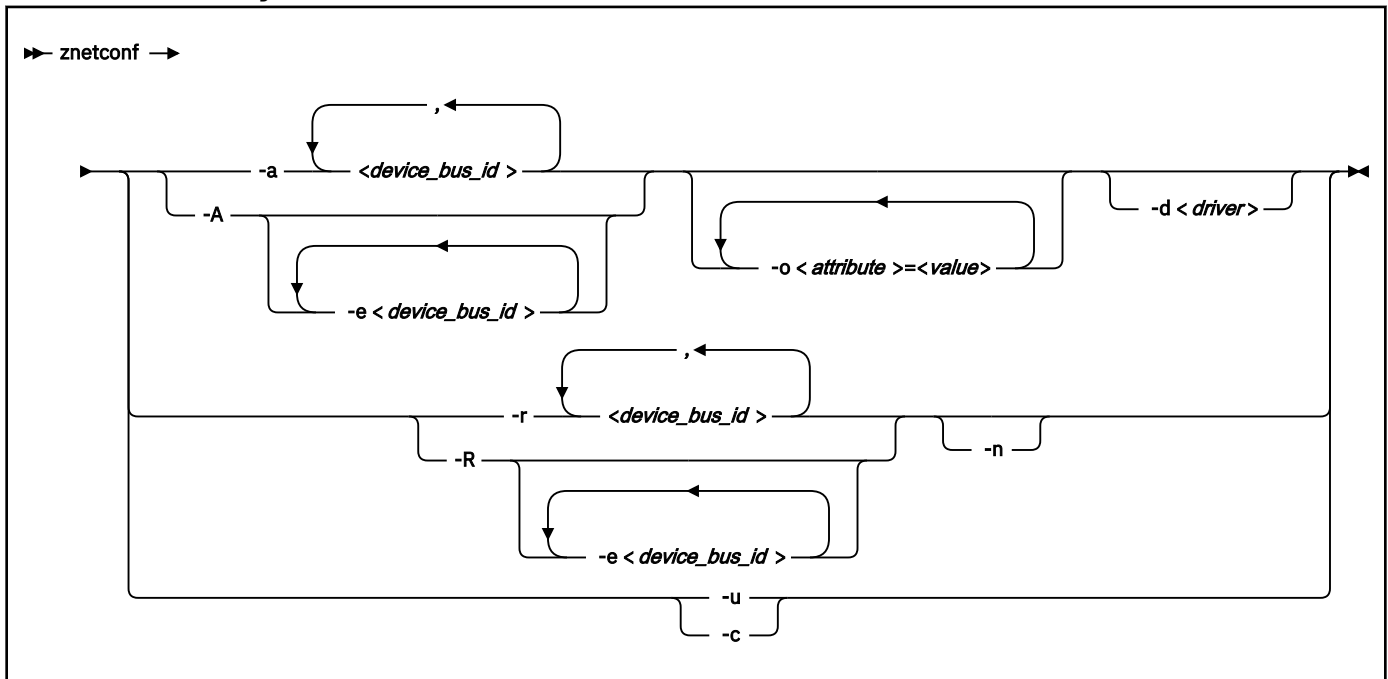 znetconf
,
-a <device_bus_id >
-A
-d < driver >
-o < attribute >=<value>
-e < device_bus_id >
,
-r <device_bus_id >
-n
-R
-e < device_bus_id >
-u
-c